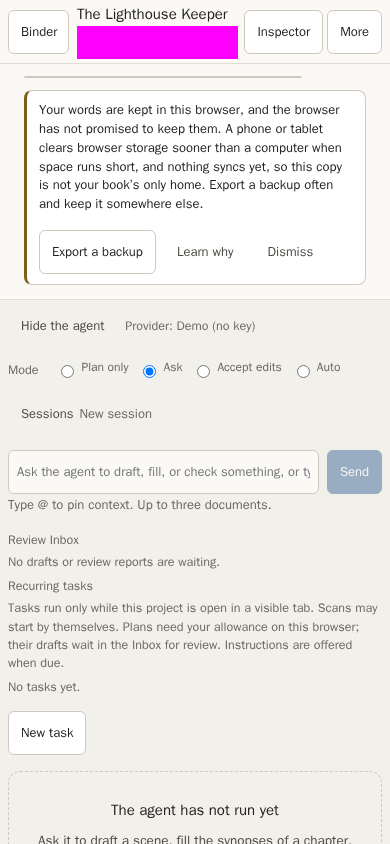 Binder
The Lighthouse Keeper
Inspector
More
Your words are kept in this browser, and the browser
has not promised to keep them. A phone or tablet
clears browser storage sooner than a computer when
space runs short, and nothing syncs yet, so this copy
is not your book's only home. Export a backup often
and keep it somewhere else.
Export a backup
Learn why
Dismiss
Hide the agent
Provider: Demo (no key)
Mode
Plan only
Ask
Accept edits
Auto
Sessions
New session
Ask the agent to draft, fill, or check something, or
Send
Type @ to pin context. Up to three documents.
Review Inbox
No drafts or review reports are waiting.
Recurring tasks
Tasks run only while this project is open in a visible tab. Scans may
start by themselves. Plans need your allowance on this browser;
their drafts wait in the Inbox for review. Instructions are offered
when due.
No tasks yet.
New task
The agent has not run yet
Ask it to draft a scene, fill the synopses of a chapter,